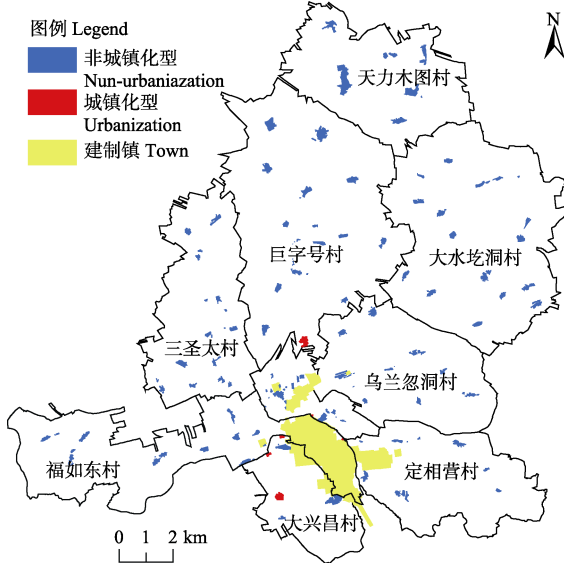 图例 Legend
非城镇化型
Nun-urbaniazation
城镇化型
Urbanization
建制镇 Town
N
天力木图村
巨字号村
大水圪洞村
三圣太村
乌兰忽洞村
福如东村
定相营村
大兴昌村
0 1 2 km